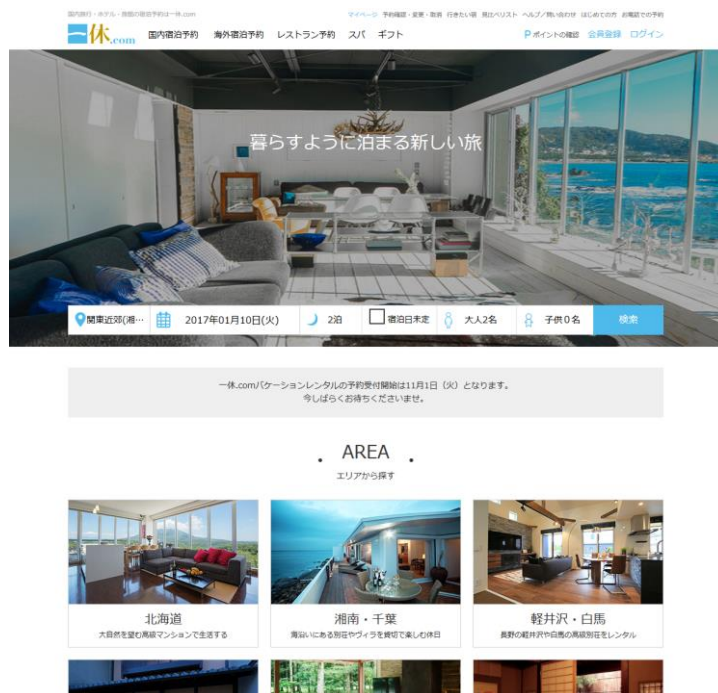 国内旅行・ホテル・旅館の宿泊予約は一休.com
マイページ 予約確認・変更・取消 行きたい宿 見比べリスト ヘルプ/問い合わせ はじめての方 お電話での予約
一休.com 国内宿泊予約 海外宿泊予約 レストラン予約 スパ ギフト P ポイントの確認 会員登録 ログイン
暮らすように泊まる新しい旅
関東近郊(湘… 2017年01月10日(火) 2泊 宿泊日未定 大人2名 子供0名 検索
一休.comバケーションレンタルの予約受付開始は11月1日（火）となります。
今しばらくお待ちくださいませ。
AREA
エリアから探す
北海道
大自然を望む高級マンションで生活する
湘南・千葉
海沿いにある別荘やヴィラを貸切で楽しむ休日
軽井沢・白馬
長野の軽井沢や白馬の高級別荘をレンタル